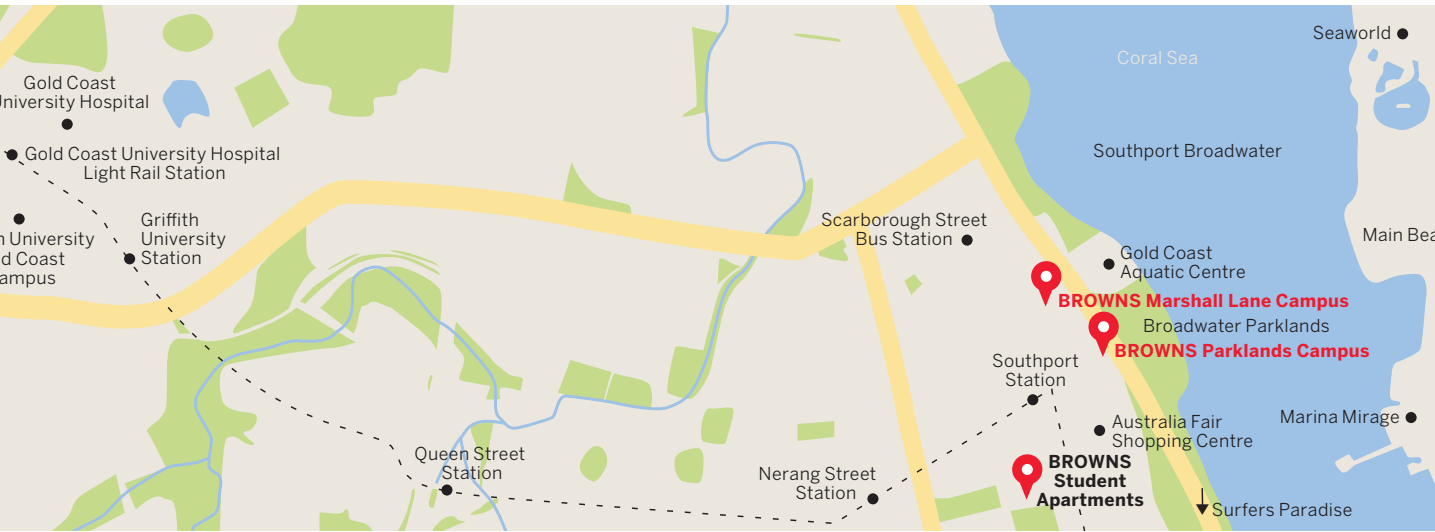 Seaworld
Coral Sea
Gold Coast
University Hospital
Gold Coast University Hospital
Light Rail Station
Southport Broadwater
Griffith
University
Station
University
Coast
Scarborough Street
Bus Station
Main
Gold Coast
Aquatic Centre
BROWNS Marshall Lane Campus
Broadwater Parklands
BROWNS Parklands Campus
Southport
Station
Marina Mirage
Australia Fair
Shopping Centre
Queen Street
Station
BROWNS
Student
Apartments
Nerang Street
Station
Surfers Paradise